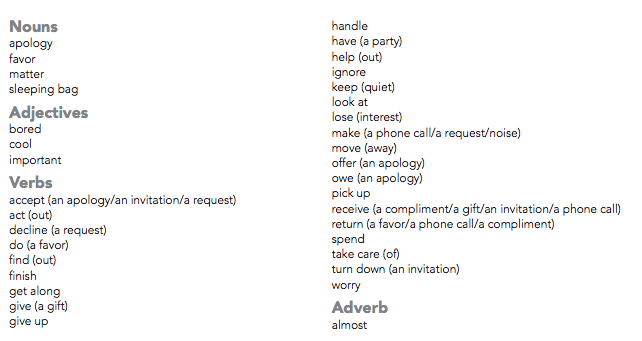 Nouns
apology
favor
matter
sleeping bag
Adjectives
bored
cool
important
Verbs
accept (an apology/an invitation/a request)
act (out)
decline (a request)
do (a favor)
find (out)
finish
get along
give (a gift)
give up
handle
have (a party)
help (out)
ignore
keep (quiet)
look at
lose (interest)
make (a phone call/a request/noise)
move (away)
offer (an apology)
owe (an apology)
pick up
receive (a compliment/a gift/an invitation/a phone call)
return (a favor/a phone call/a compliment)
spend
take care (of)
turn down (an invitation)
worry
Adverb
almost